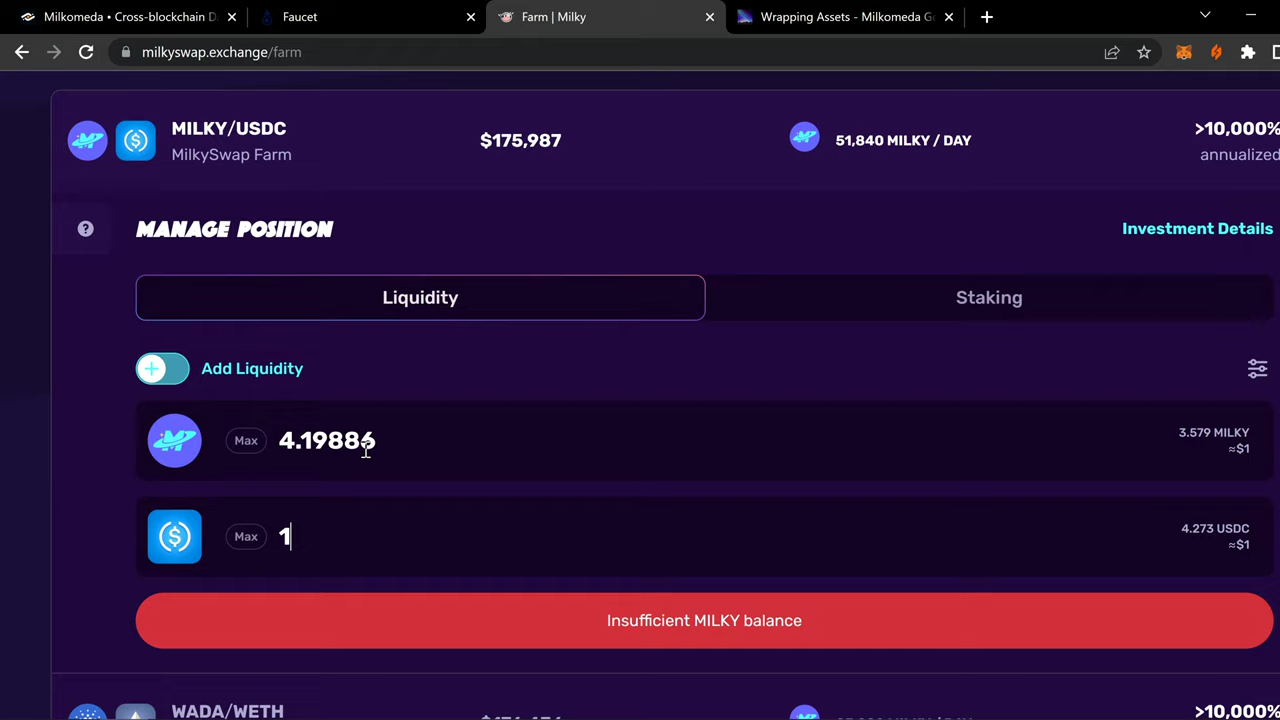 Milkomeda • Cross-blockchain D
Faucet
Farm | Milky
Wrapping Assets - Milkomeda Ge
milkyswap.exchange/farm
MILKY/USDC
MilkySwap Farm
$175,987
51,840 MILKY / DAY
>10,000%
annualized
?
MANAGE POSITION
Investment Details
Liquidity
Staking
Add Liquidity
Max
4.19886
3.579 MILKY
≈$1
Max
1
4.273 USDC
≈$1
Insufficient MILKY balance
WADA/WETH
>10,000%